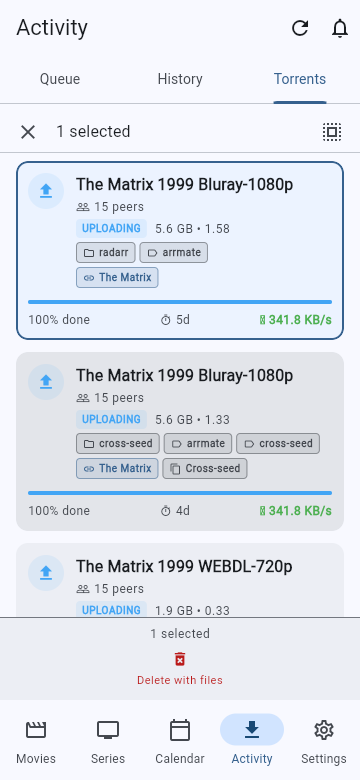 Activity
Queue History Torrents
1 selected
The Matrix 1999 Bluray-1080p
15 peers
UPLOADING 5.6 GB • 1.58
radarr arrmate
The Matrix
100% done 5d 341.8 KB/s
The Matrix 1999 Bluray-1080p
15 peers
UPLOADING 5.6 GB • 1.33
cross-seed arrmate cross-seed
The Matrix Cross-seed
100% done 4d 341.8 KB/s
The Matrix 1999 WEBDL-720p
15 peers
UPLOADING 1.9 GB • 0.33
1 selected
Delete with files
Movies Series Calendar Activity Settings